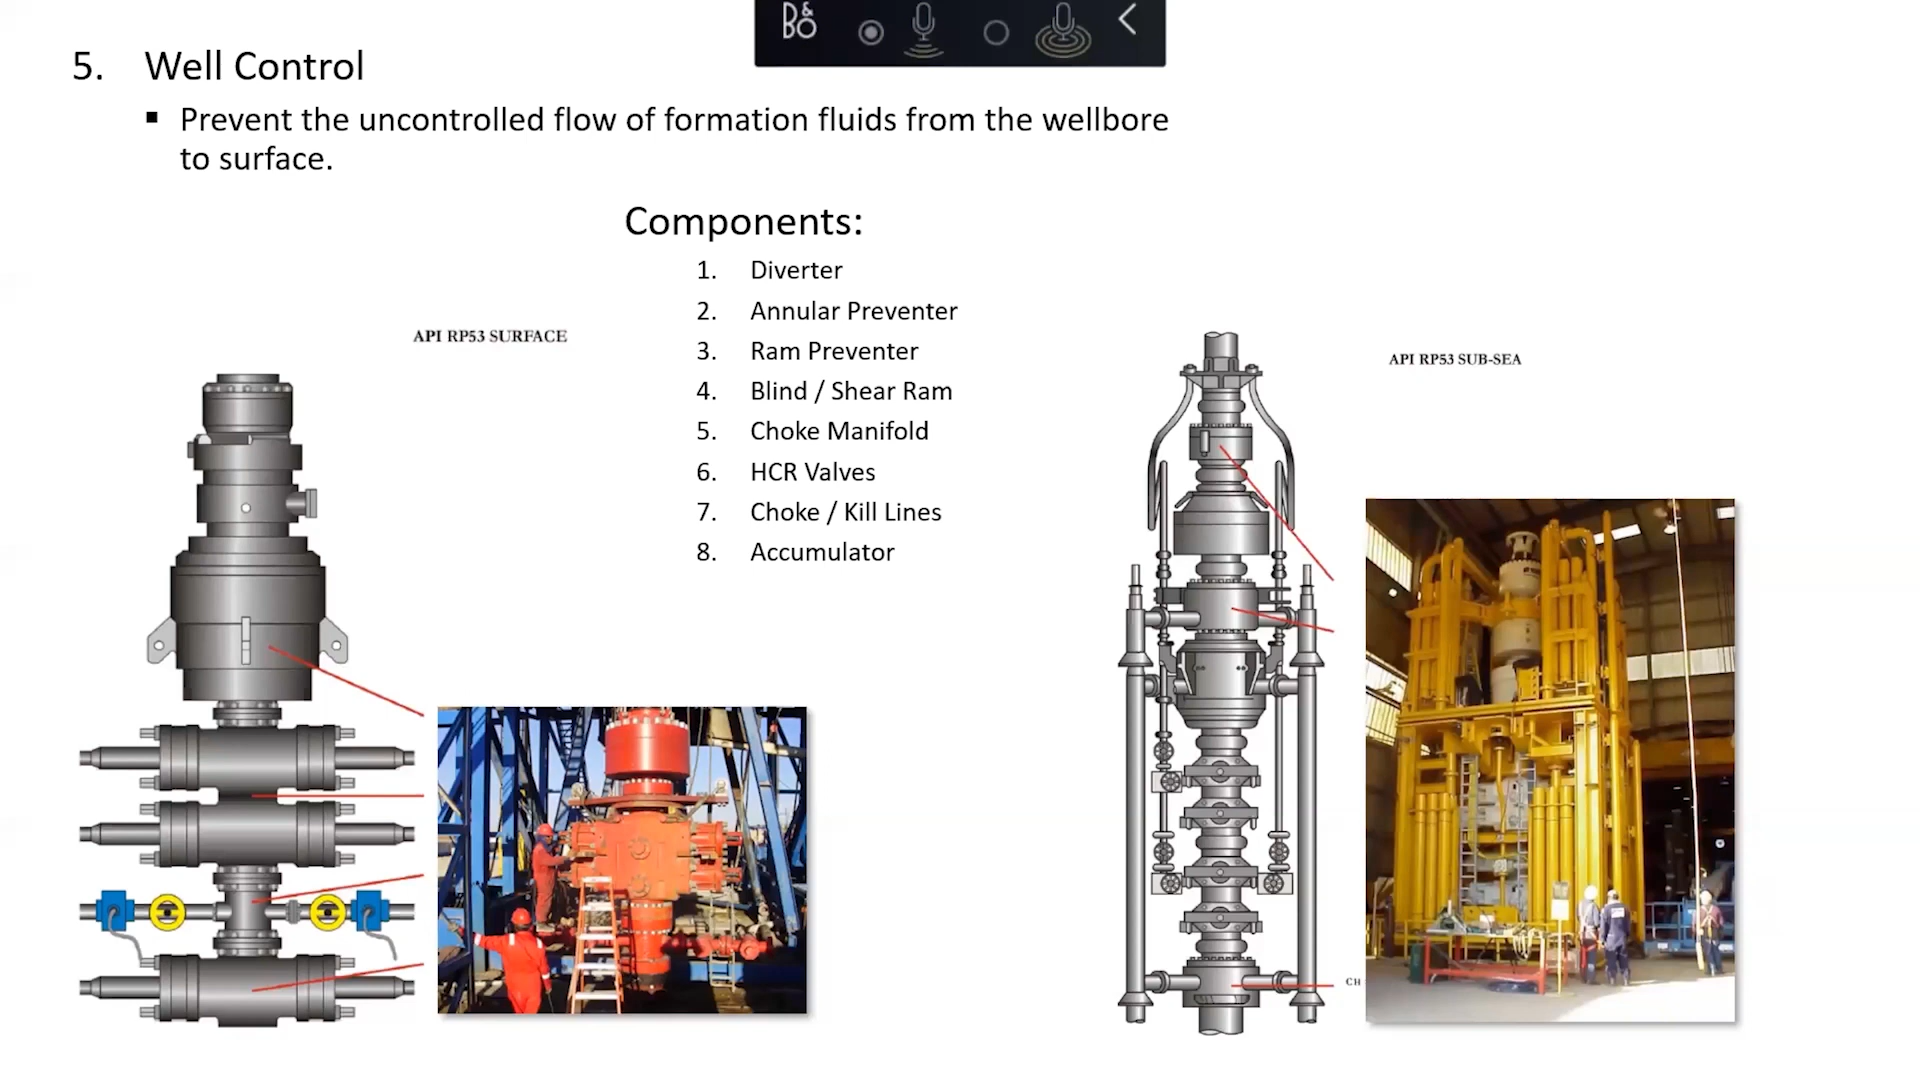 B&O
5. Well Control
▪ Prevent the uncontrolled flow of formation fluids from the wellbore
to surface.
Components:
1. Diverter
2. Annular Preventer
3. Ram Preventer
4. Blind / Shear Ram
5. Choke Manifold
6. HCR Valves
7. Choke / Kill Lines
8. Accumulator
API RP53 SURFACE
API RP53 SUB-SEA
CH